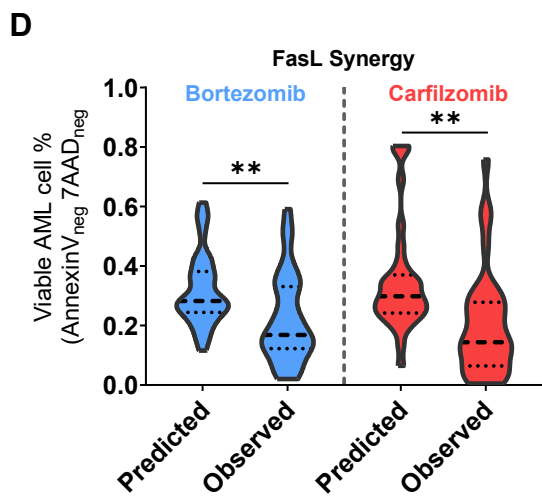 D
FasL Synergy
Bortezomib
Carfilzomib
**
**
Viable AML cell %
(AnnexinVneg 7AADneg)
1.0
0.8
0.6
0.4
0.2
0.0
Predicted
Observed
Predicted
Observed